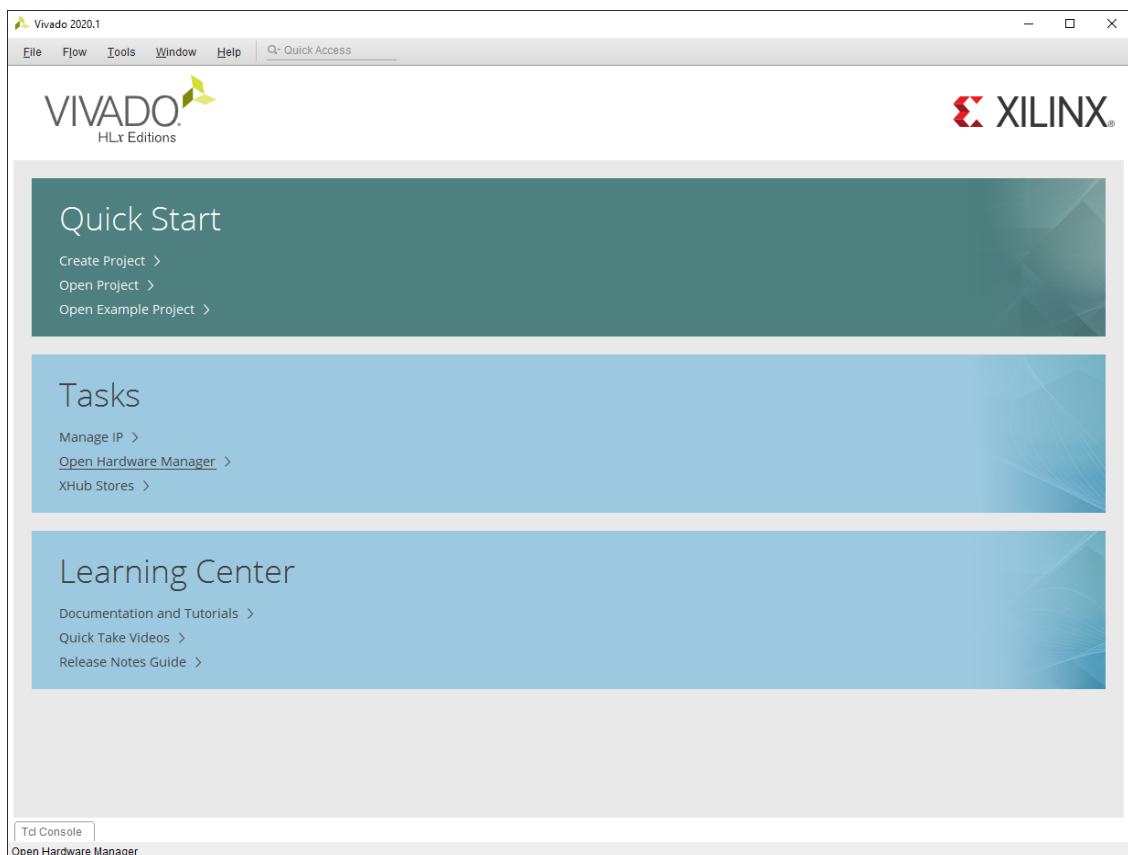 Vivado 2020.1
File Flow Tools Window Help Quick Access
VIVADO.
HLx Editions
XILINX®
Quick Start
Create Project >
Open Project >
Open Example Project >
Tasks
Manage IP >
Open Hardware Manager >
XHub Stores >
Learning Center
Documentation and Tutorials >
Quick Take Videos >
Release Notes Guide >
Tcl Console
Open Hardware Manager